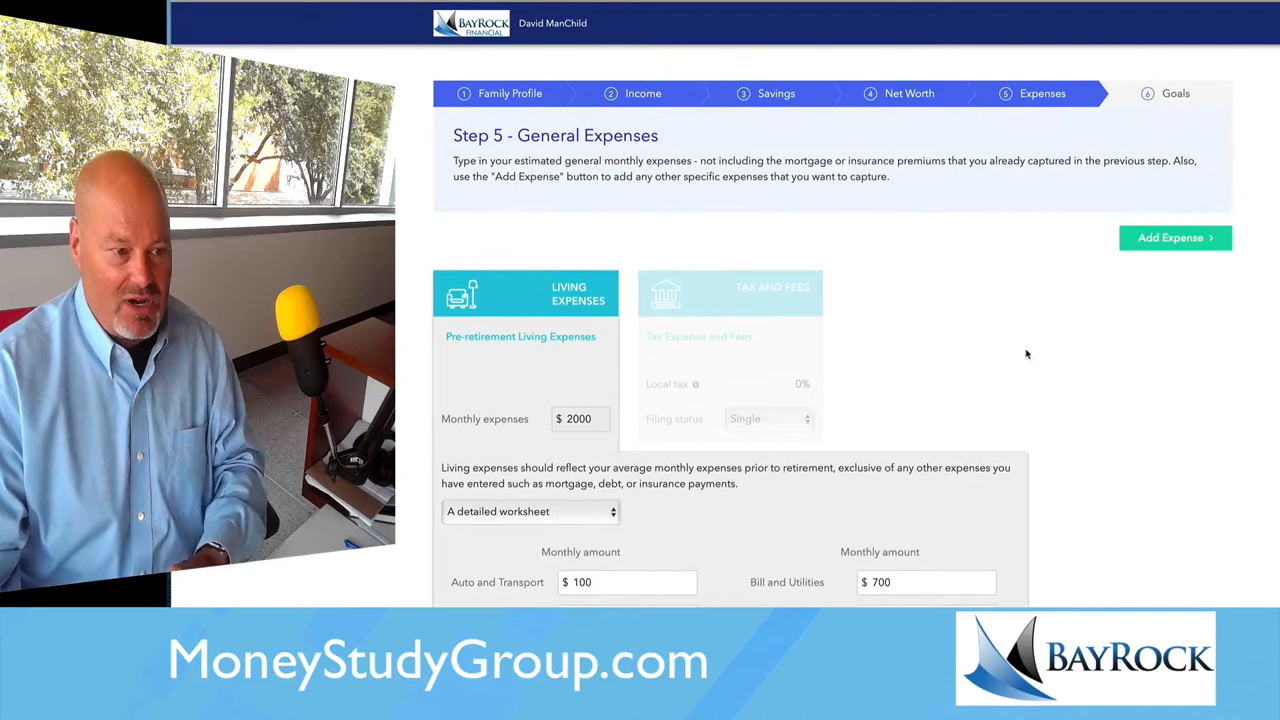 BAYROCK
FINANCIAL
David ManChild
1 Family Profile
2 Income
3 Savings
4 Net Worth
5 Expenses
6 Goals
Step 5 - General Expenses
Type in your estimated general monthly expenses - not including the mortgage or insurance premiums that you already captured in the previous step. Also,
use the "Add Expense" button to add any other specific expenses that you want to capture.
Add Expense >
LIVING
EXPENSES
Pre-retirement Living Expenses
Monthly expenses $ 2000
TAX AND FEES
Tax Expense and Fees
Local tax 0%
Filing status Single
Living expenses should reflect your average monthly expenses prior to retirement, exclusive of any other expenses you
have entered such as mortgage, debt, or insurance payments.
A detailed worksheet
Monthly amount
Monthly amount
Auto and Transport $ 100
Bill and Utilities $ 700
MoneyStudyGroup.com
BAYROCK